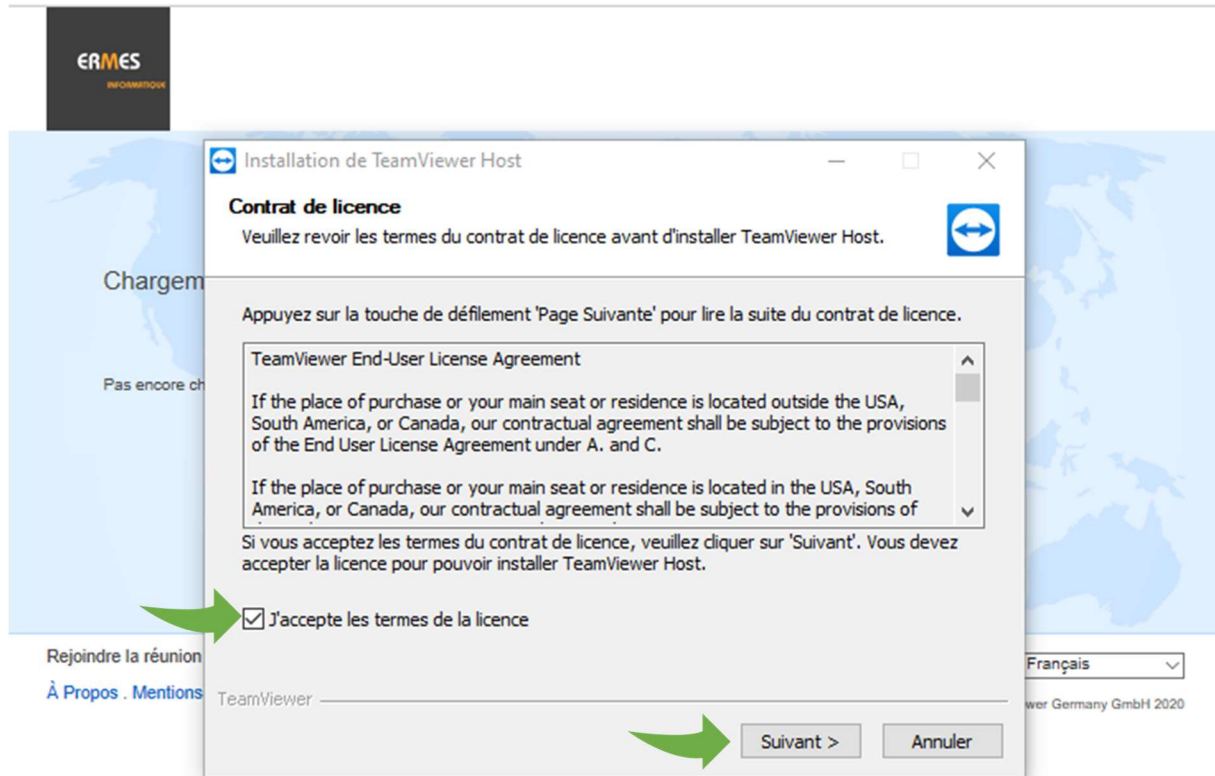 ERMES
INFORMATIQUE
Installation de TeamViewer Host
Contrat de licence
Veuillez revoir les termes du contrat de licence avant d'installer TeamViewer Host.
Chargem
Appuyez sur la touche de défilement 'Page Suivante' pour lire la suite du contrat de licence.
TeamViewer End-User License Agreement
Pas encore ch
If the place of purchase or your main seat or residence is located outside the USA,
South America, or Canada, our contractual agreement shall be subject to the provisions
of the End User License Agreement under A. and C.
If the place of purchase or your main seat or residence is located in the USA, South
America, or Canada, our contractual agreement shall be subject to the provisions of
Si vous acceptez les termes du contrat de licence, veuillez cliquer sur 'Suivant'. Vous devez
accepter la licence pour pouvoir installer TeamViewer Host.
J'accepte les termes de la licence
Rejoindre la réunion
Français
À Propos . Mentions
TeamViewer
wer Germany GmbH 2020
Suivant >
Annuler